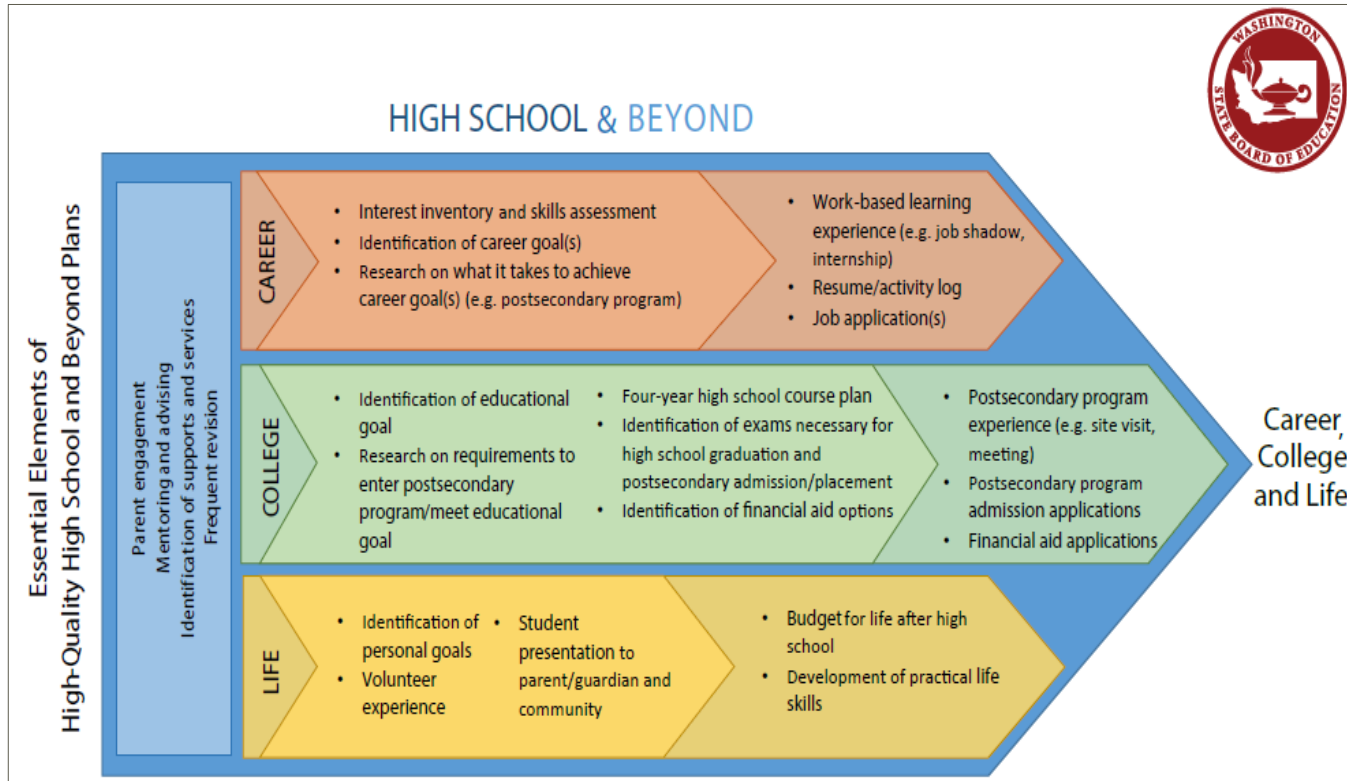 WASHINGTON
STATE BOARD OF EDUCATION
HIGH SCHOOL & BEYOND
Essential Elements of
High-Quality High School and Beyond Plans
Parent engagement
Mentoring and advising
Identification of supports and services
Frequent revision
CAREER
• Interest inventory and skills assessment
• Identification of career goal(s)
• Research on what it takes to achieve
career goal(s) (e.g. postsecondary program)
• Work-based learning
experience (e.g. job shadow,
internship)
• Resume/activity log
• Job application(s)
COLLEGE
• Identification of educational
goal
• Research on requirements to
enter postsecondary
program/meet educational
goal
• Four-year high school course plan
• Identification of exams necessary for
high school graduation and
postsecondary admission/placement
• Identification of financial aid options
• Postsecondary program
experience (e.g. site visit,
meeting)
• Postsecondary program
admission applications
• Financial aid applications
LIFE
• Identification of
personal goals
• Volunteer
experience
• Student
presentation to
parent/guardian and
community
• Budget for life after high
school
• Development of practical life
skills
Career,
College
and Life